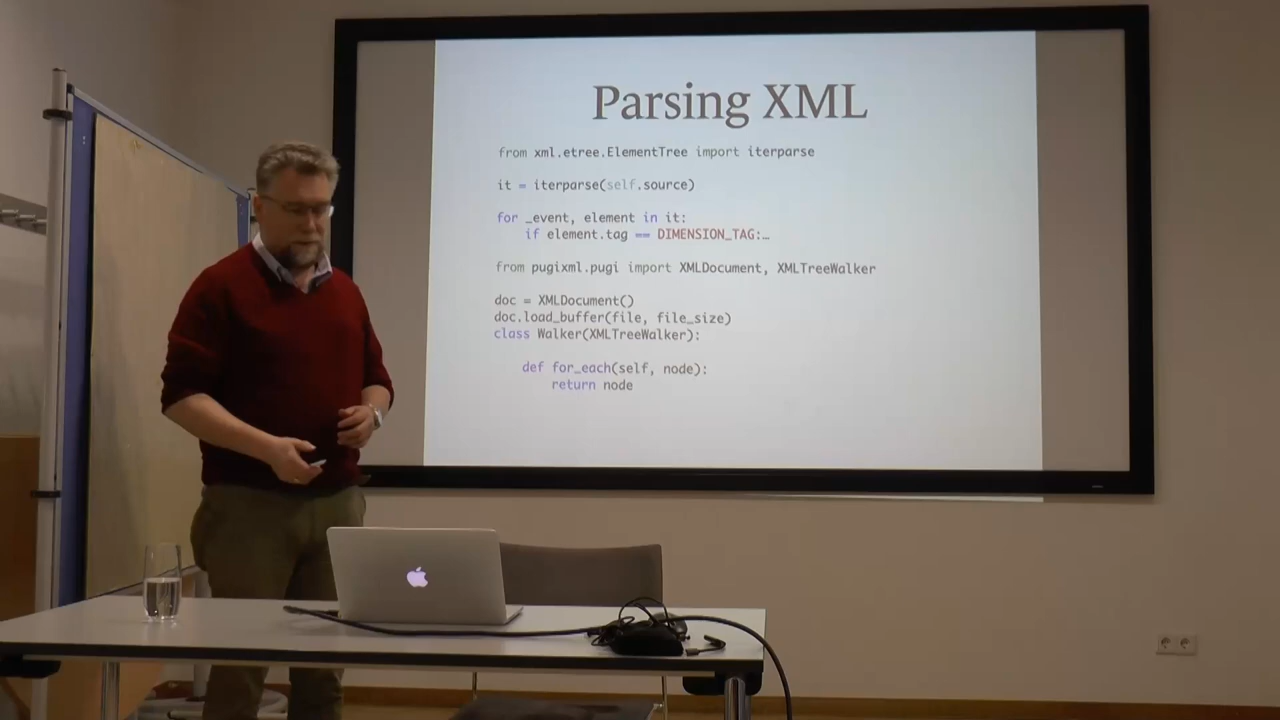 Parsing XML
from xml.etree.ElementTree import iterparse
it = iterparse(self.source)
for _event, element in it:
if element.tag == DIMENSION_TAG:…
from pugixml.pugi import XMLDocument, XMLTreeWalker
doc = XMLDocument()
doc.load_buffer(file, file_size)
class Walker(XMLTreeWalker):
def for_each(self, node):
return node